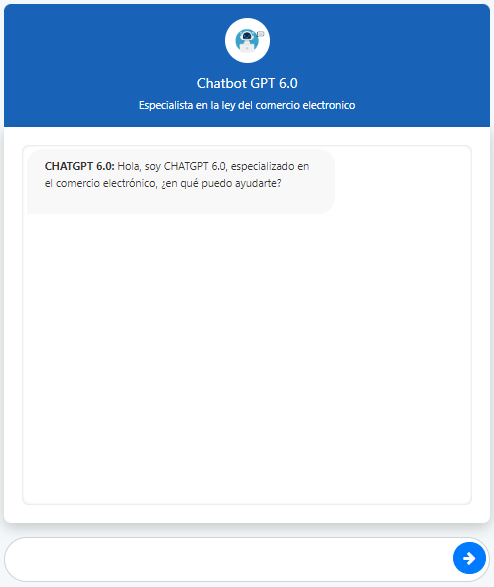 Chatbot GPT 6.0
Especialista en la ley del comercio electronico
CHATGPT 6.0: Hola, soy CHATGPT 6.0, especializado en
el comercio electrónico, ¿en qué puedo ayudarte?